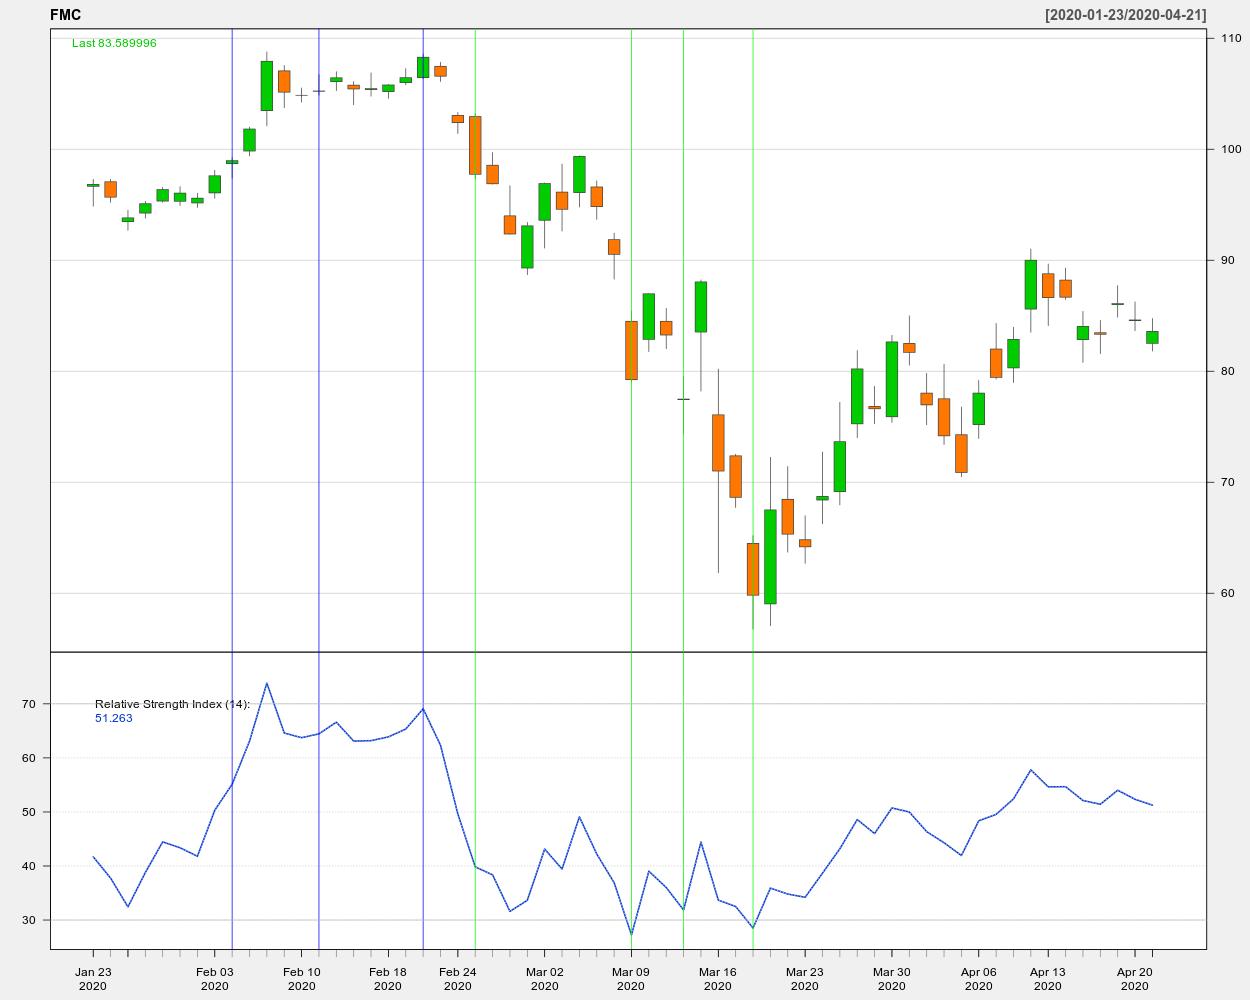 FMC
[2020-01-23/2020-04-21]
Last 83.589996
110
100
90
80
70
60
Relative Strength Index (14):
51.263
70
60
50
40
30
Jan 23 Feb 03 Feb 10 Feb 18 Feb 24 Mar 02 Mar 09 Mar 16 Mar 23 Mar 30 Apr 06 Apr 13 Apr 20
2020 2020 2020 2020 2020 2020 2020 2020 2020 2020 2020 2020 2020